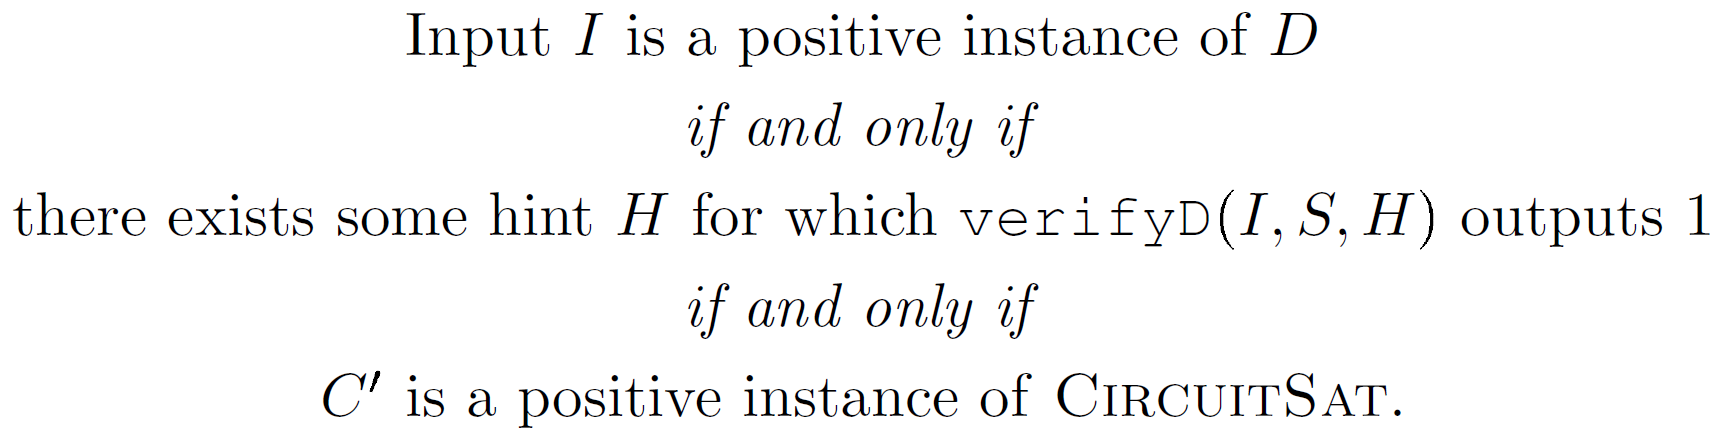 Input I is a positive instance of D
if and only if
there exists some hint H for which verifyD(I, S, H) outputs 1
if and only if
C′ is a positive instance of CIRCUITSAT.